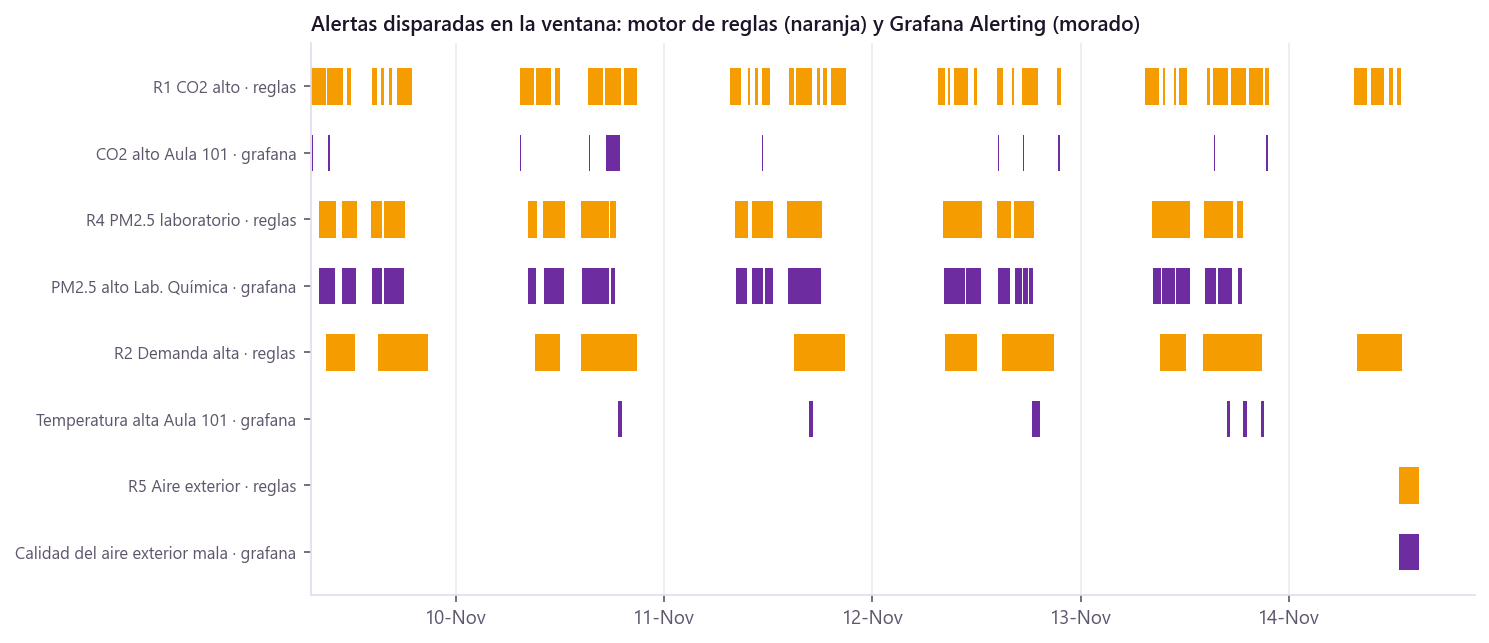 Alertas disparadas en la ventana: motor de reglas (naranja) y Grafana Alerting (morado)
R1 CO2 alto · reglas
CO2 alto Aula 101 · grafana
R4 PM2.5 laboratorio · reglas
PM2.5 alto Lab. Química · grafana
R2 Demanda alta · reglas
Temperatura alta Aula 101 · grafana
R5 Aire exterior · reglas
Calidad del aire exterior mala · grafana
10-Nov
11-Nov
12-Nov
13-Nov
14-Nov